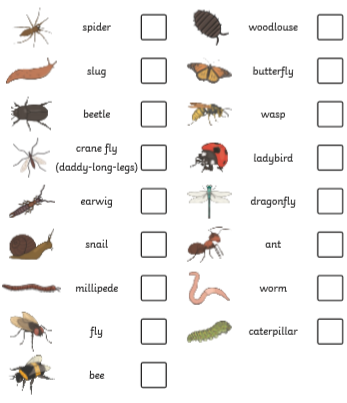 spider
slug
beetle
crane fly
(daddy-long-legs)
earwig
snail
millipede
fly
bee
woodlouse
butterfly
wasp
ladybird
dragonfly
ant
worm
caterpillar